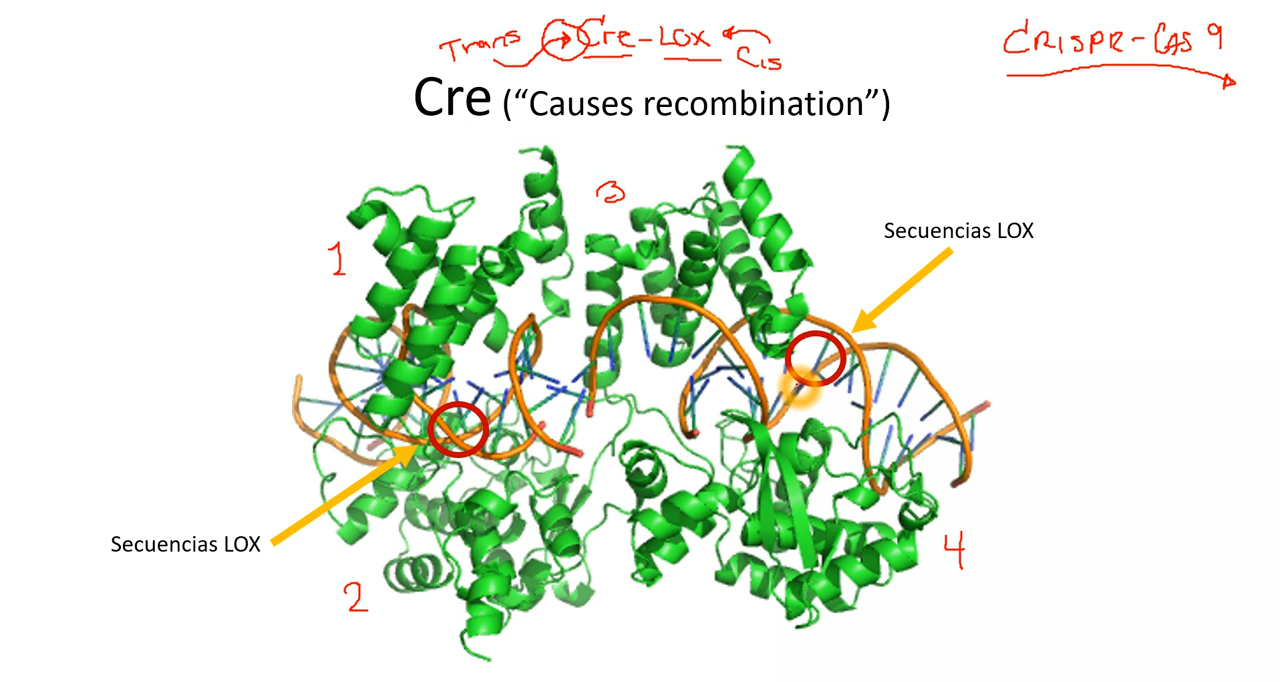 Trans Cre-Lox Cis
CRISPR-CAS 9
Cre (“Causes recombination”)
3
Secuencias LOX
1
Secuencias LOX
4
2